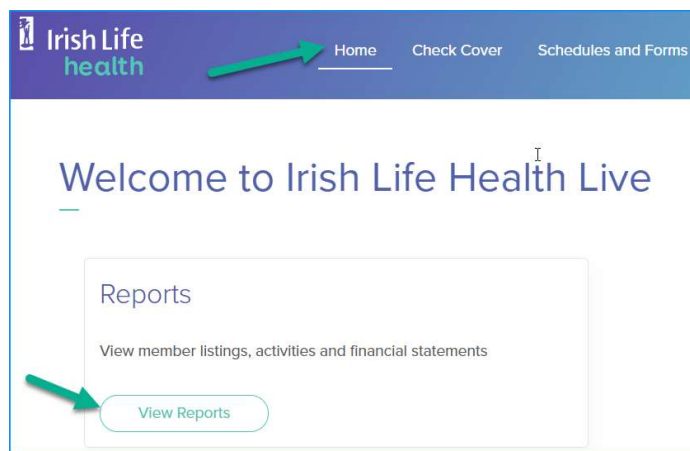 Irish Life
health
Home Check Cover Schedules and Forms
Welcome to Irish Life Health Live
Reports
View member listings, activities and financial statements
View Reports